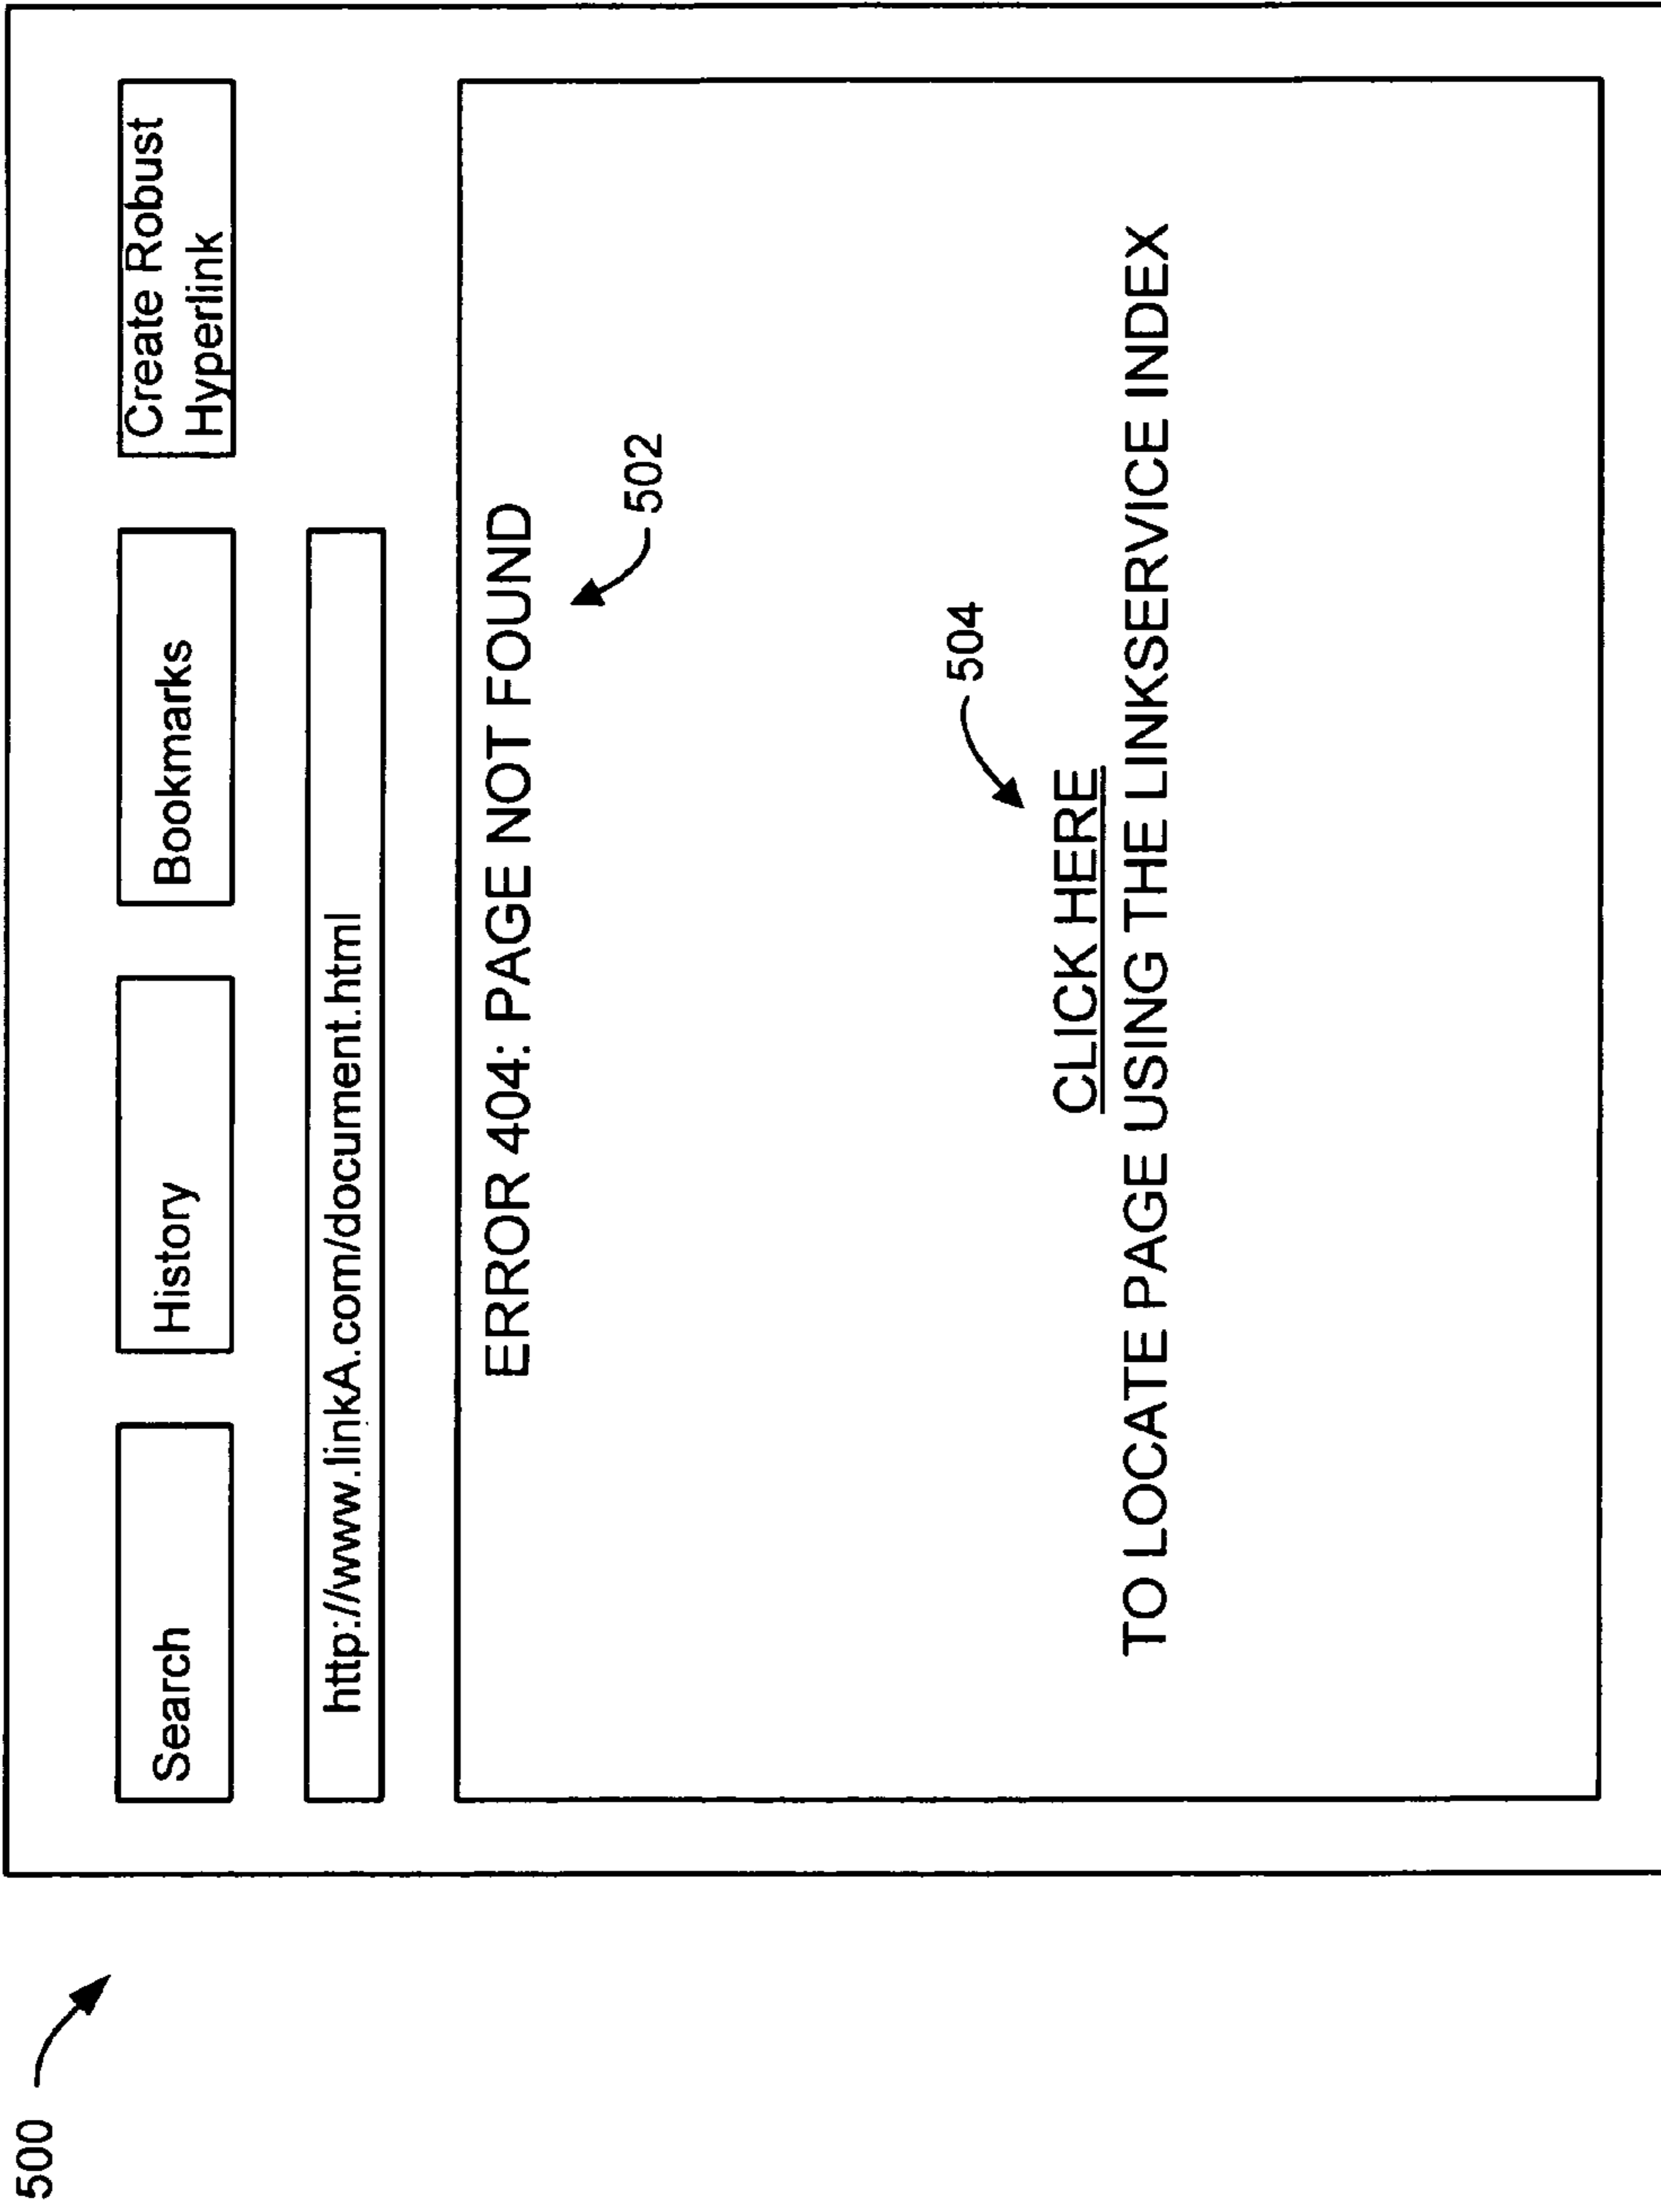 500
Search
History
Bookmarks
Create Robust
Hyperlink
http://www.linkA.com/document.html
ERROR 404: PAGE NOT FOUND
502
504
CLICK HERE
TO LOCATE PAGE USING THE LINKSERVICE INDEX